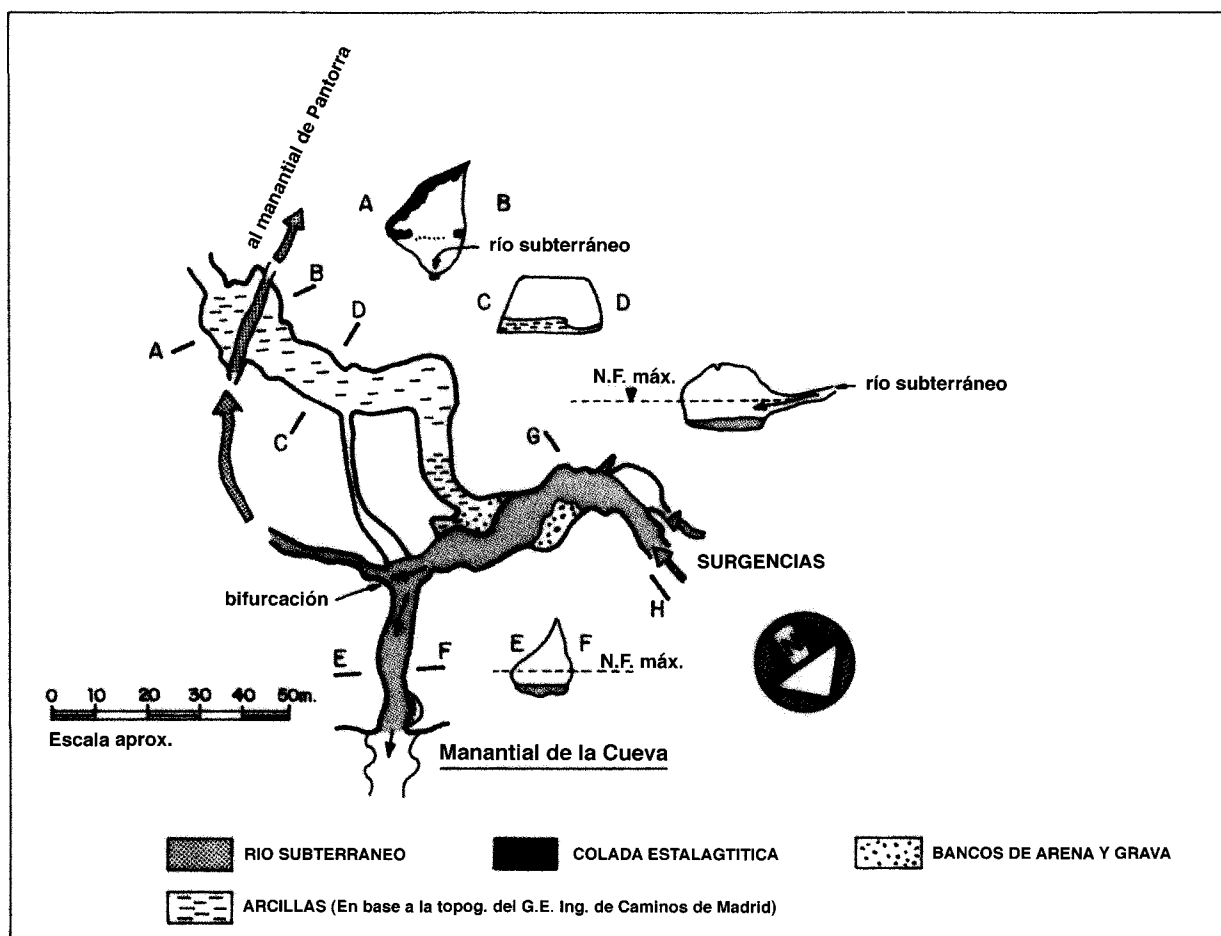 al manantial de Pantorra
A
B
río subterráneo
C
D
B
D
A
C
N.F. máx.
río subterráneo
G
SURGENCIAS
H
bifurcación
E
F
E
F
N.F. máx.
N
0 10 20 30 40 50m.
Escala aprox.
Manantial de la Cueva
RIO SUBTERRANEO
COLADA ESTALAGTITICA
BANCOS DE ARENA Y GRAVA
ARCILLAS (En base a la topog. del G.E. Ing. de Caminos de Madrid)